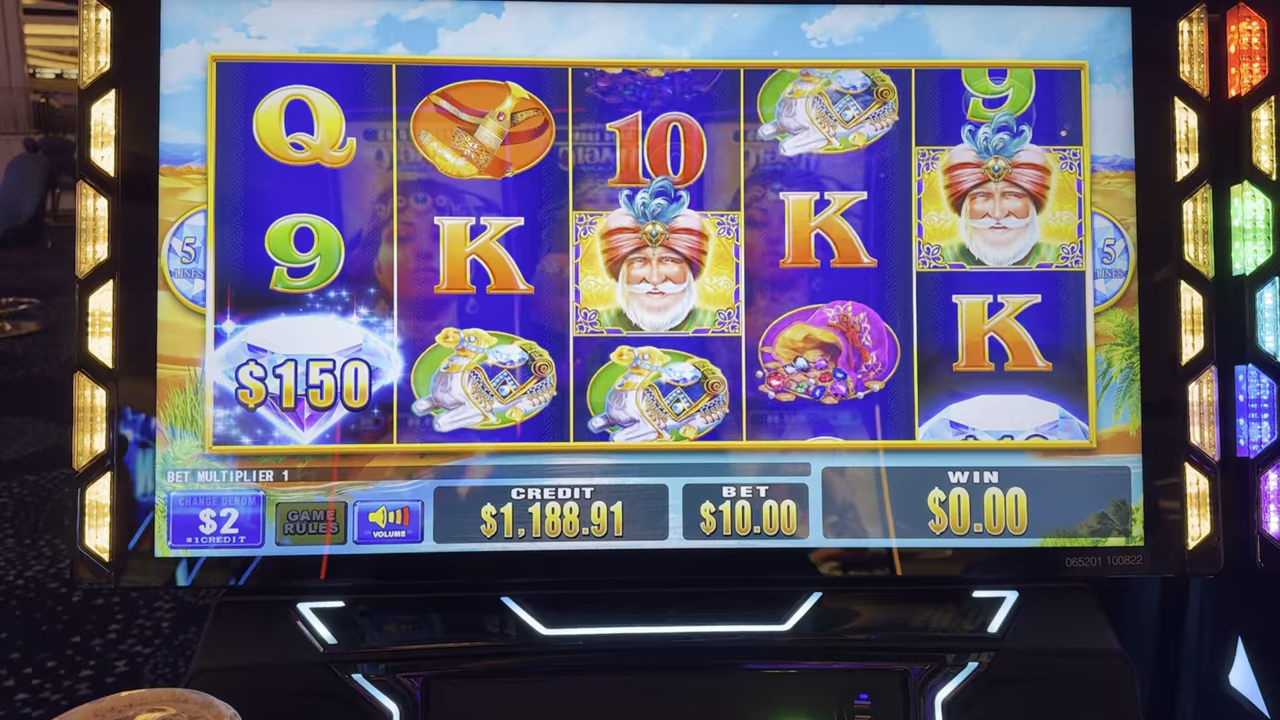 Q
10
9
K
K
9
K
$150
5
LINES
5
LINES
BET MULTIPLIER 1
CHANGE DENOM
$2
=1CREDIT
GAME
RULES
VOLUME
CREDIT
$1,188.91
BET
$10.00
WIN
$0.00
065201 100822